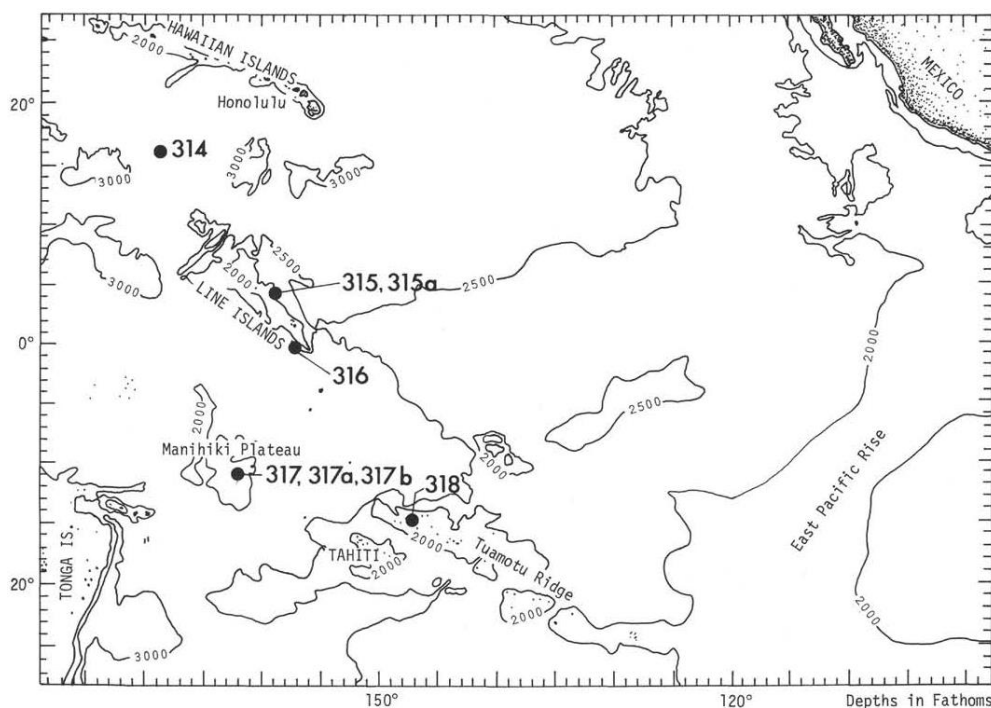 HAWAIIAN ISLANDS
2000
Honolulu
MEXICO
20°
314
3000
3000
3000
3000
2500
2000
315, 315a
2500
2000
LINE ISLANDS
0°
316
2500
2000
Manihiki Plateau
317, 317a, 317b
318
2000
East Pacific Rise
TONGA IS.
TAHITI
2000
2000
Tuamotu Ridge
20°
2000
2000
3000
150°
120°
Depths in Fathoms